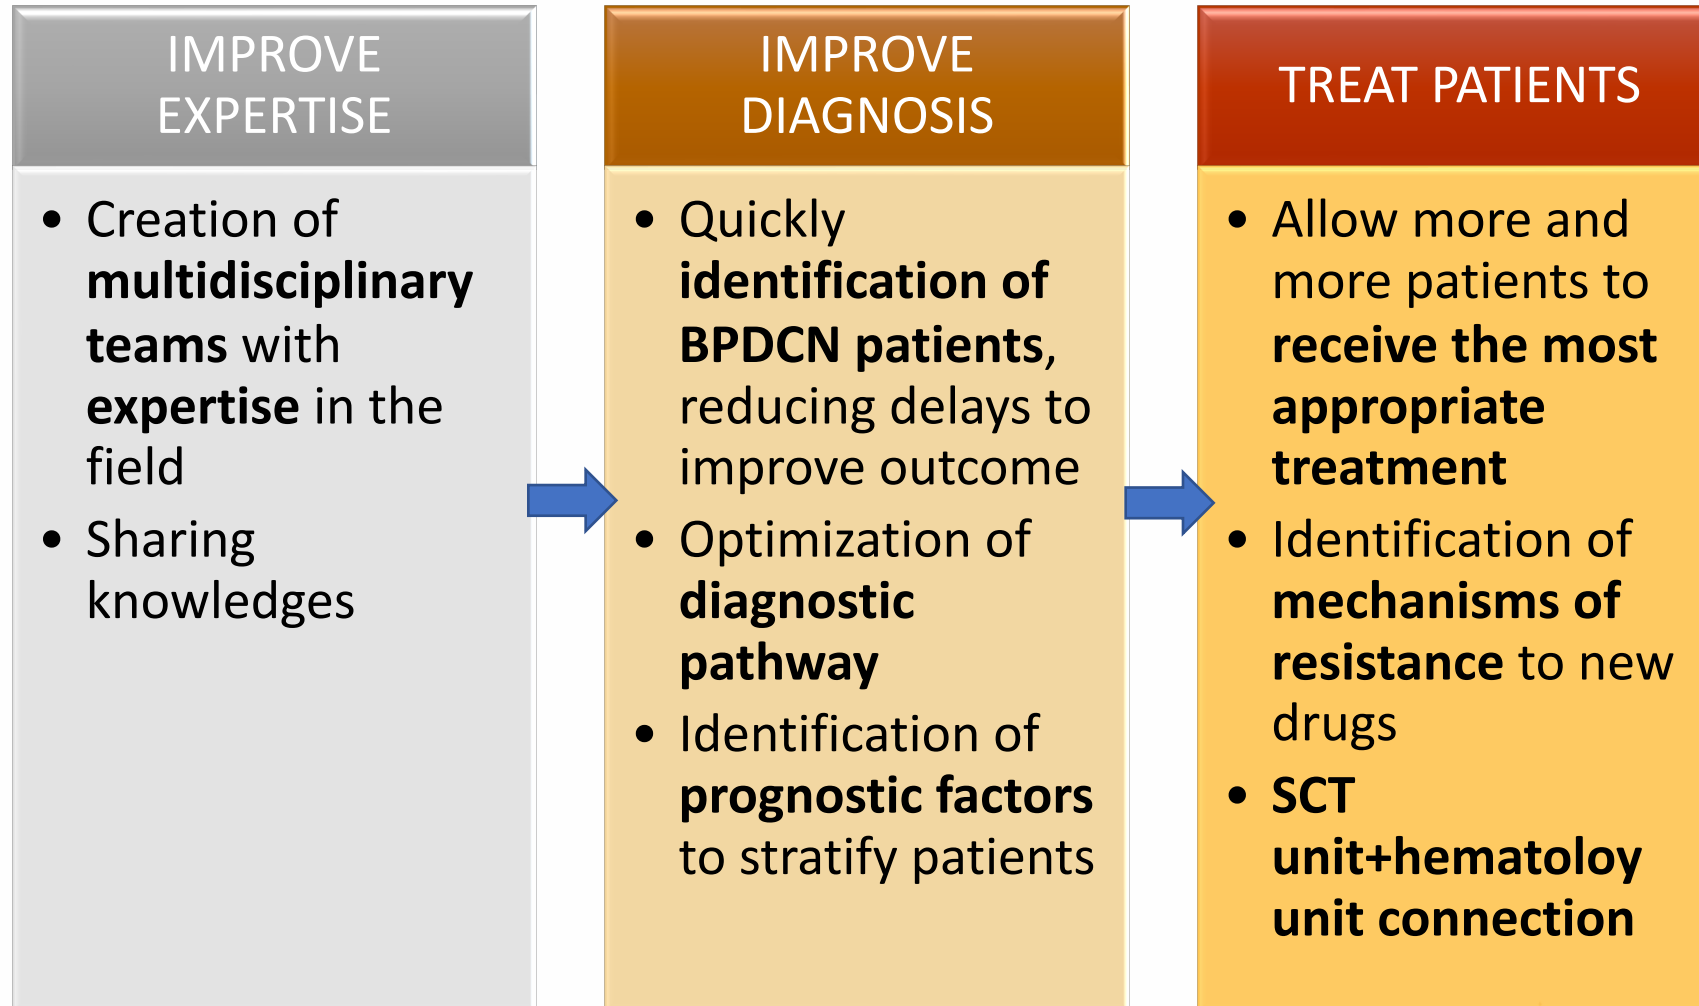 IMPROVE
EXPERTISE
• Creation of
multidisciplinary
teams with
expertise in the
field
• Sharing
knowledges
IMPROVE
DIAGNOSIS
• Quickly
identification of
BPDCN patients,
reducing delays to
improve outcome
• Optimization of
diagnostic
pathway
• Identification of
prognostic factors
to stratify patients
TREAT PATIENTS
• Allow more and
more patients to
receive the most
appropriate
treatment
• Identification of
mechanisms of
resistance to new
drugs
• SCT
unit+hematoloy
unit connection